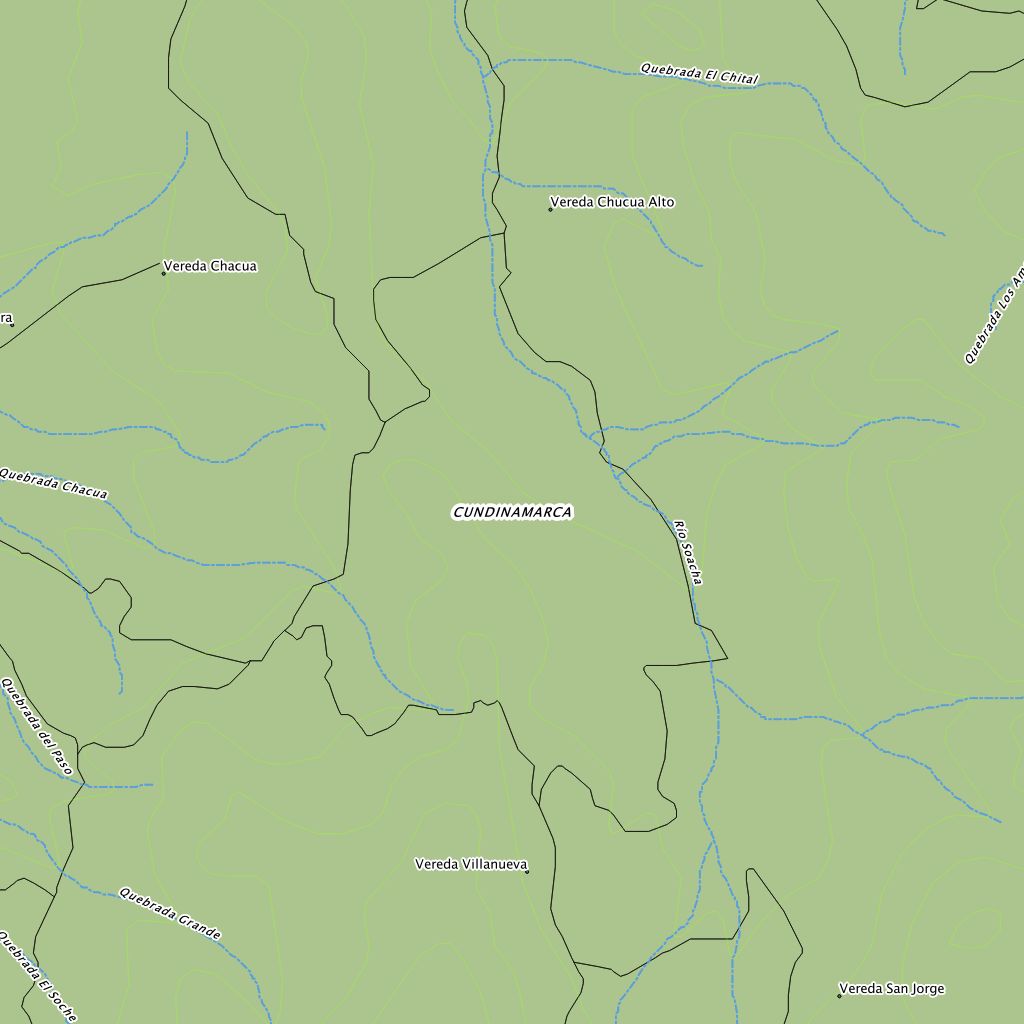 Quebrada El Chital
Vereda Chucua Alto
Vereda Chacua
ra
Quebrada Los Am
Quebrada Chacua
CUNDINAMARCA
Río Soacha
Quebrada del Paso
Vereda Villanueva
Quebrada Grande
Quebrada El Soche
Vereda San Jorge